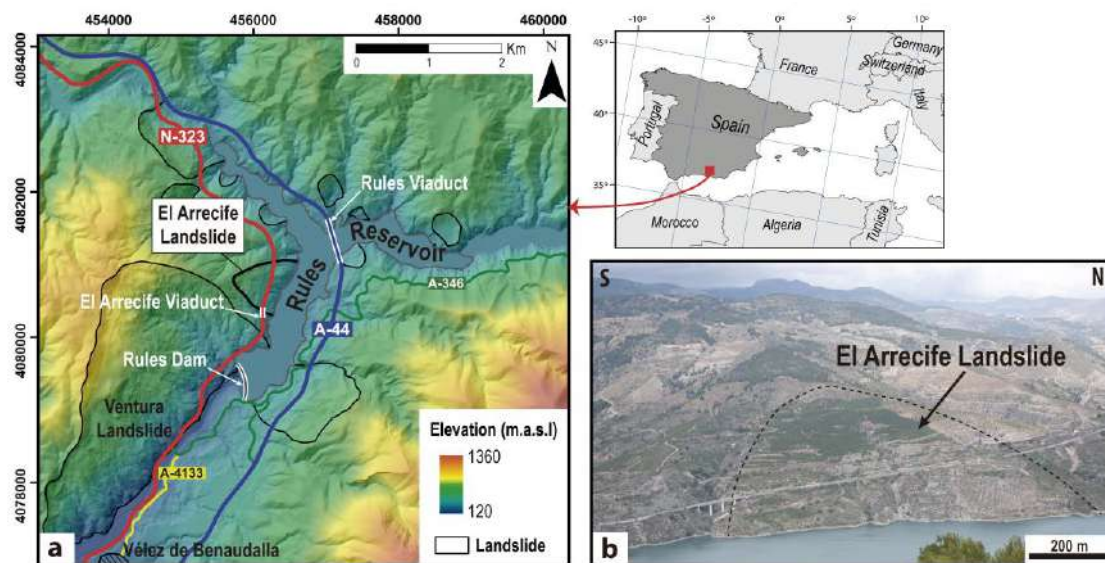 454000
456000
458000
460000
4084000
4082000
4080000
4078000
0
1
2
Km
N
N-323
El Arrecife
Landslide
Rules Viaduct
Reservoir
Rules
A-346
El Arrecife Viaduct
A-44
Rules Dam
Ventura
Landslide
A-4133
Vélez de Benaudalla
Elevation (m.a.s.l)
1360
120
Landslide
a
-10°
-5°
0°
5°
10°
45°
40°
35°
Germany
Switzerland
France
Italy
Portugal
Spain
Morocco
Algeria
Tunisia
S
N
El Arrecife Landslide
b
200 m